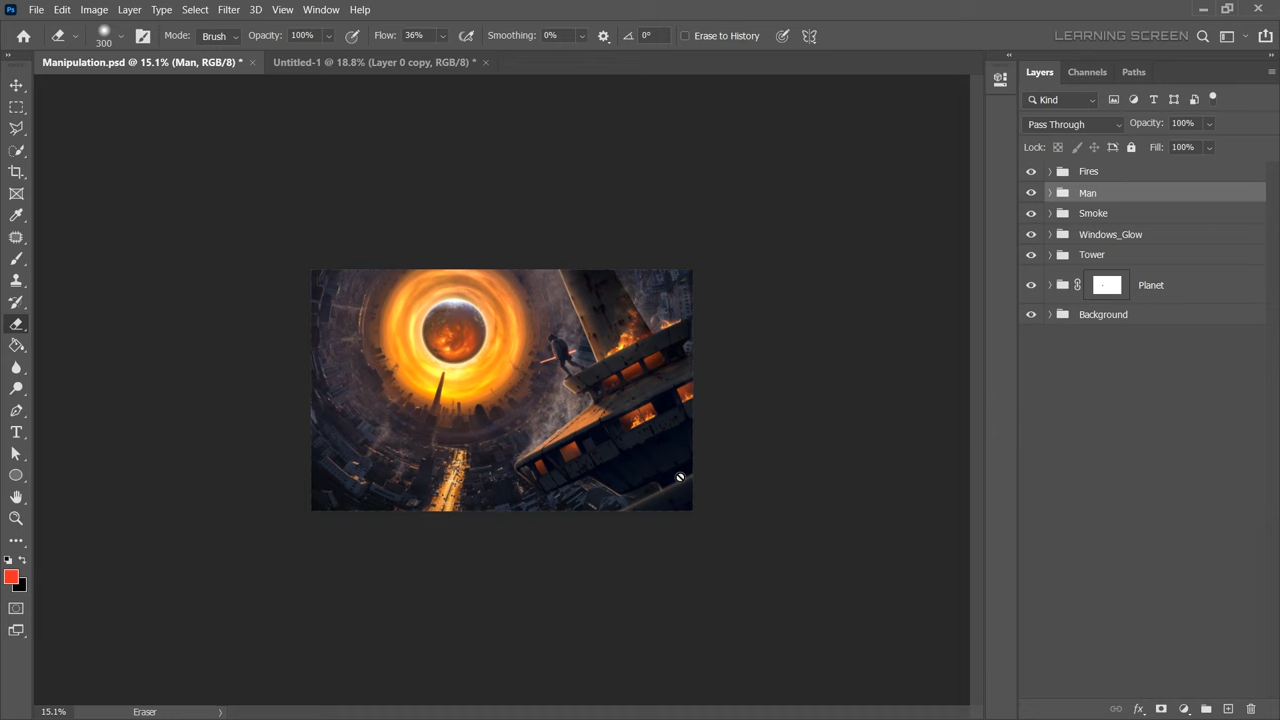 Ps File Edit Image Layer Type Select Filter 3D View Window Help
300 Mode: Brush Opacity: 100% Flow: 36% Smoothing: 0% 0° Erase to History LEARNING SCREEN
Manipulation.psd @ 15.1% (Man, RGB/8) * Untitled-1 @ 18.8% (Layer 0 copy, RGB/8) *
Layers Channels Paths
Kind
Pass Through Opacity: 100%
Lock: Fill: 100%
Fires
Man
Smoke
Windows_Glow
Tower
Planet
Background
15.1% Eraser